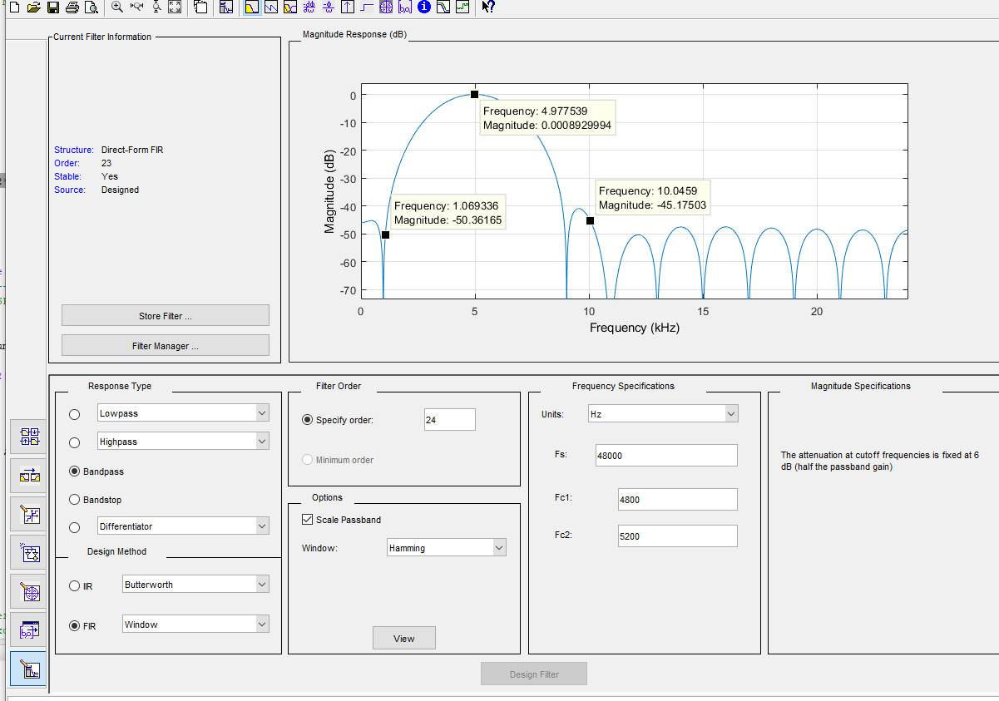 Current Filter Information
Structure: Direct-Form FIR
Order: 23
Stable: Yes
Source: Designed
Store Filter ...
Filter Manager ...
Magnitude Response (dB)
Magnitude (dB)
0
-10
-20
-30
-40
-50
-60
-70
Frequency: 4.977539
Magnitude: 0.0008929994
Frequency: 1.069336
Magnitude: -50.36165
Frequency: 10.0459
Magnitude: -45.17503
0 5 10 15 20
Frequency (kHz)
Response Type
Lowpass
Highpass
Bandpass
Bandstop
Differentiator
Design Method
IIR Butterworth
FIR Window
Filter Order
Specify order: 24
Minimum order
Options
Scale Passband
Window: Hamming
View
Frequency Specifications
Units: Hz
Fs: 48000
Fc1: 4800
Fc2: 5200
Magnitude Specifications
The attenuation at cutoff frequencies is fixed at 6
dB (half the passband gain)
Design Filter